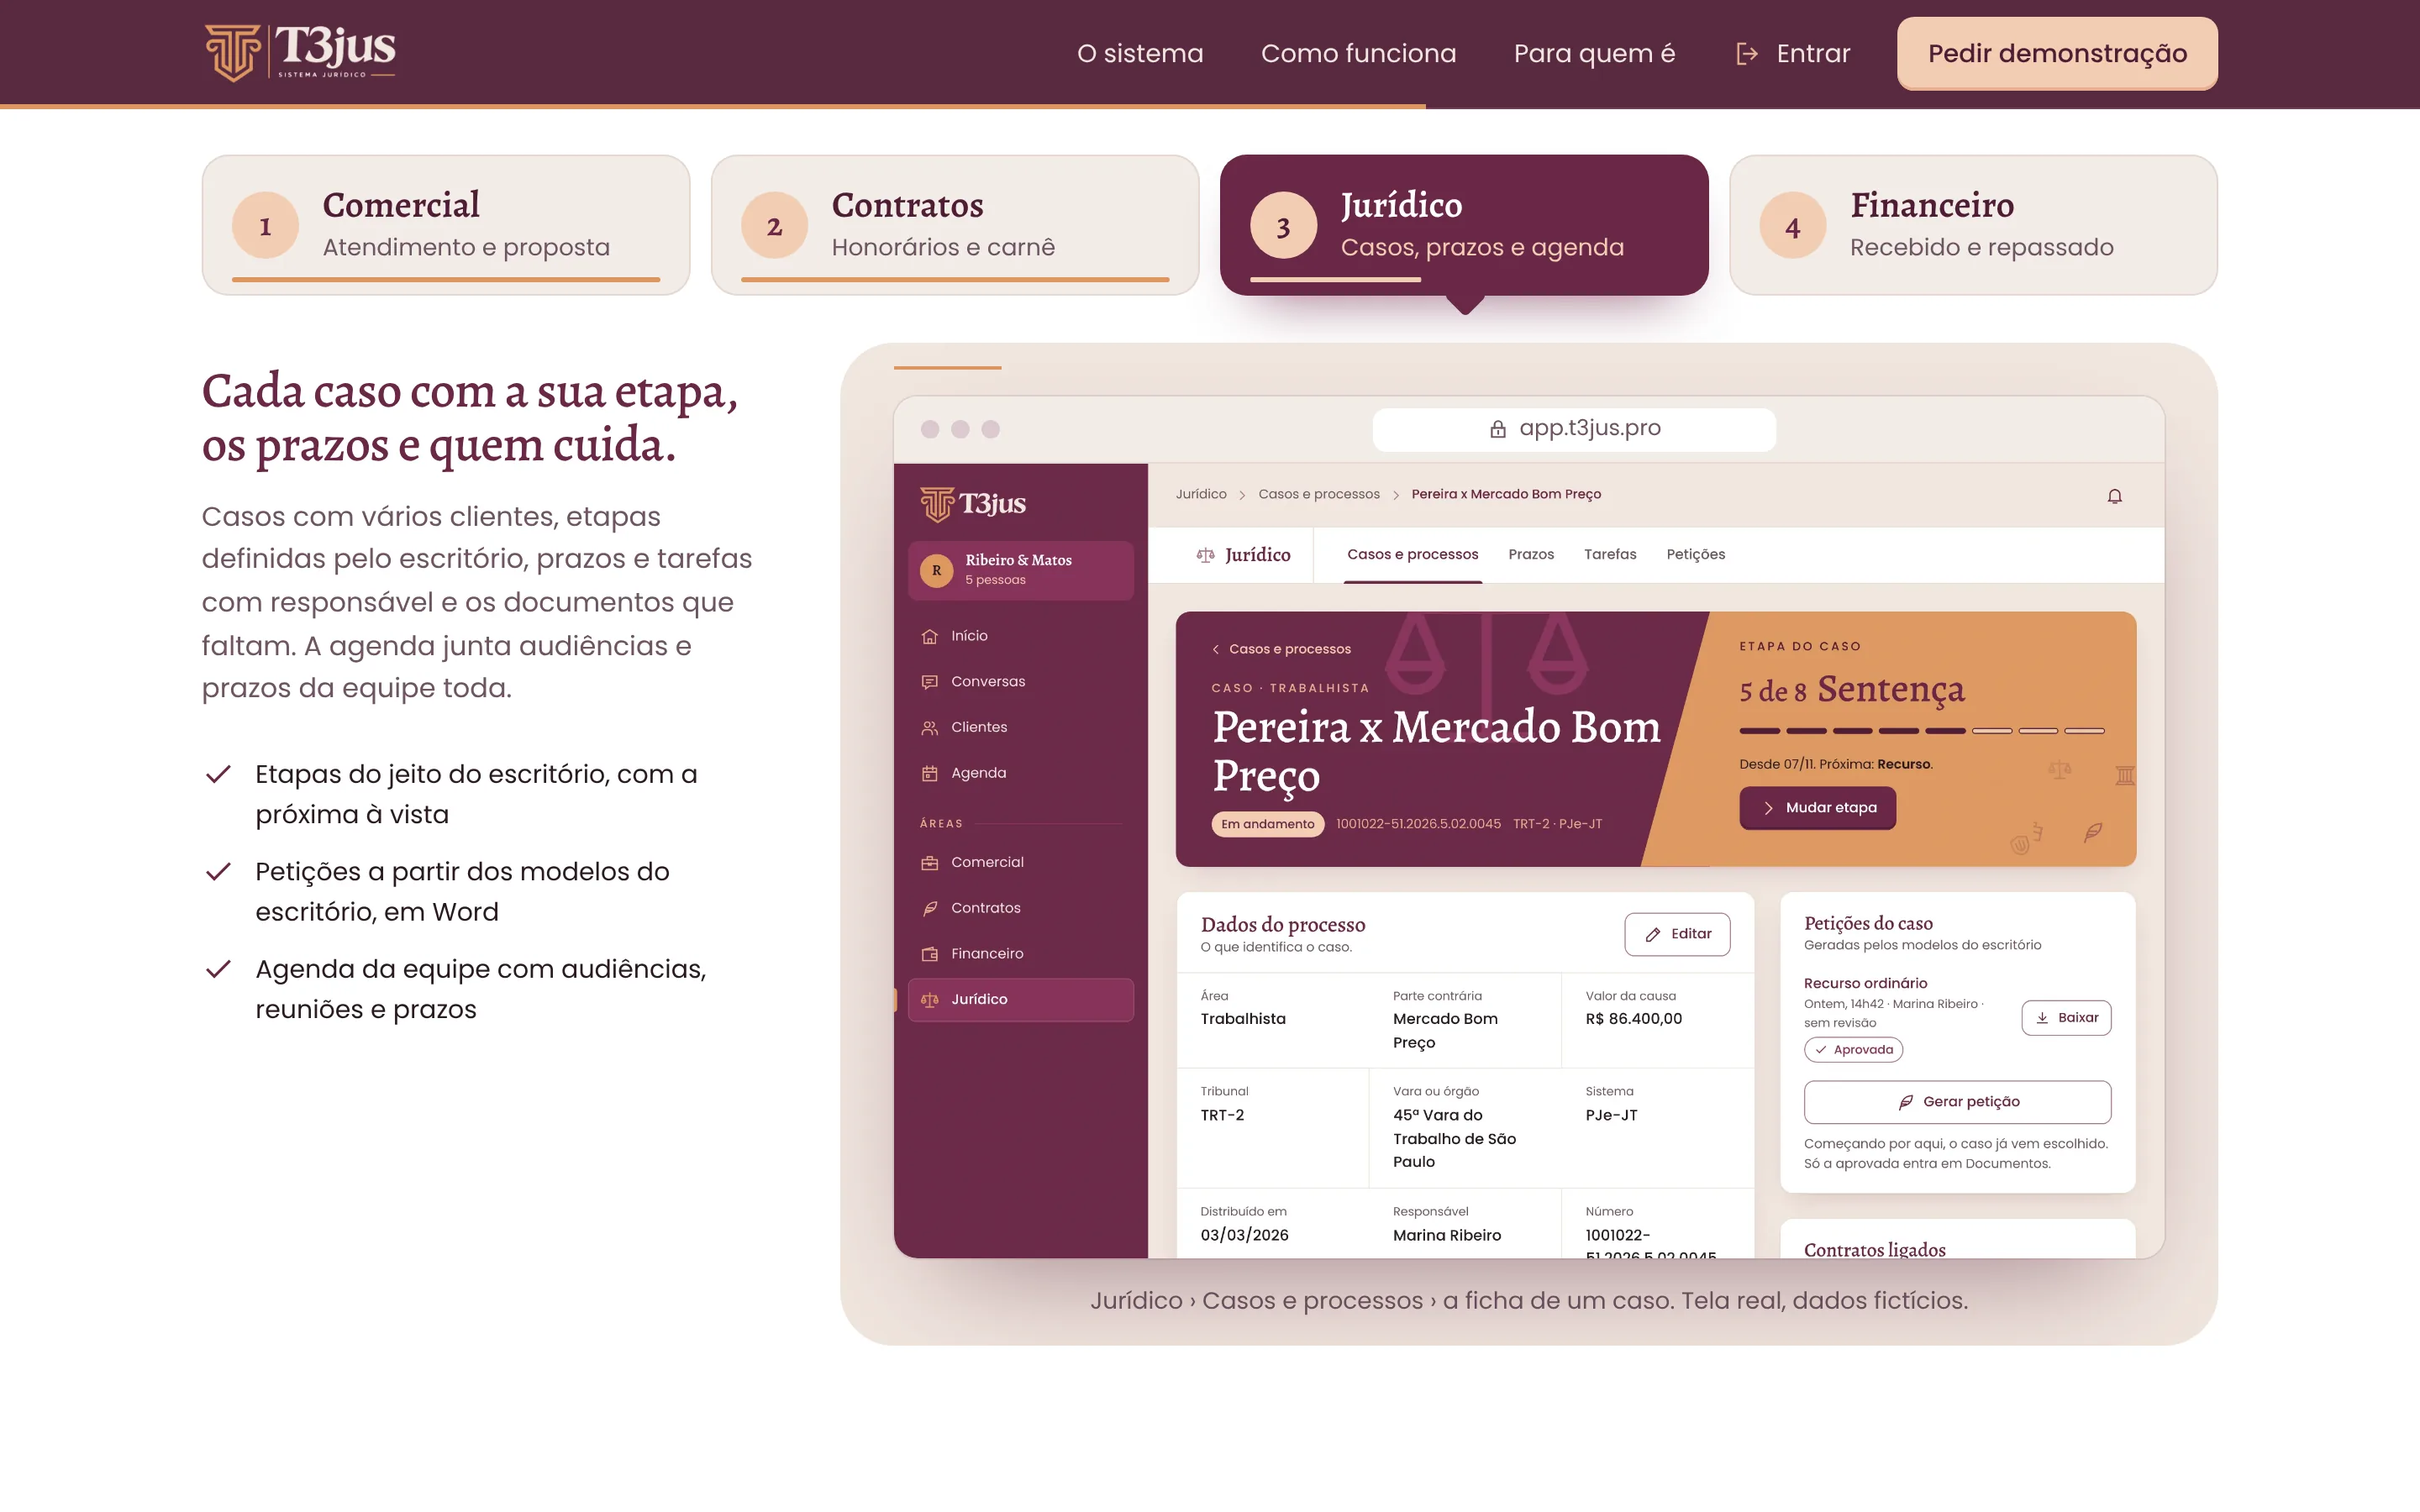 T3jus
SISTEMA JURÍDICO
O sistema
Como funciona
Para quem é
Entrar
Pedir demonstração
1
Comercial
Atendimento e proposta
2
Contratos
Honorários e carnê
3
Jurídico
Casos, prazos e agenda
4
Financeiro
Recebido e repassado
Cada caso com a sua etapa,
os prazos e quem cuida.
Casos com vários clientes, etapas
definidas pelo escritório, prazos e tarefas
com responsável e os documentos que
faltam. A agenda junta audiências e
prazos da equipe toda.
Etapas do jeito do escritório, com a
próxima à vista
Petições a partir dos modelos do
escritório, em Word
Agenda da equipe com audiências,
reuniões e prazos
app.t3jus.pro
T3jus
R
Ribeiro & Matos
5 pessoas
Início
Conversas
Clientes
Agenda
ÁREAS
Comercial
Contratos
Financeiro
Jurídico
Jurídico
Casos e processos
Pereira x Mercado Bom Preço
Jurídico
Casos e processos
Prazos
Tarefas
Petições
Casos e processos
CASO · TRABALHISTA
Pereira x Mercado Bom
Preço
Em andamento
1001022-51.2026.5.02.0045
TRT-2 · PJe-JT
ETAPA DO CASO
5 de 8 Sentença
Desde 07/11. Próxima: Recurso.
Mudar etapa
Dados do processo
O que identifica o caso.
Editar
Área
Trabalhista
Parte contrária
Mercado Bom
Preço
Valor da causa
R$ 86.400,00
Tribunal
TRT-2
Vara ou órgão
45ª Vara do
Trabalho de São
Paulo
Sistema
PJe-JT
Distribuído em
03/03/2026
Responsável
Marina Ribeiro
Número
1001022-
51.2026.5.02.0045
Petições do caso
Geradas pelos modelos do escritório
Recurso ordinário
Ontem, 14h42 · Marina Ribeiro ·
sem revisão
Aprovada
Baixar
Gerar petição
Começando por aqui, o caso já vem escolhido.
Só a aprovada entra em Documentos.
Contratos ligados
Jurídico › Casos e processos › a ficha de um caso. Tela real, dados fictícios.